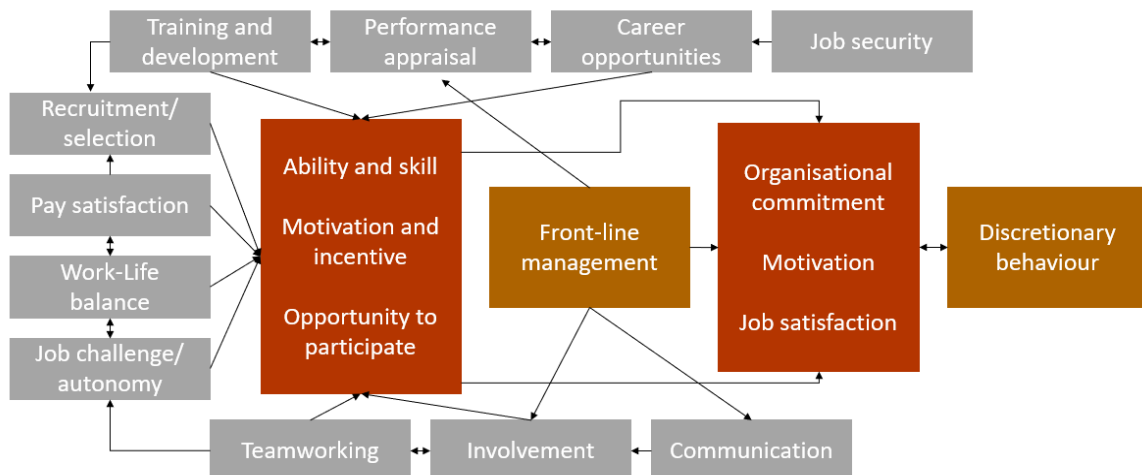 Training and
development
Performance
appraisal
Career
opportunities
Job security
Recruitment/
selection
Pay satisfaction
Work-Life
balance
Job challenge/
autonomy
Ability and skill
Motivation and
incentive
Opportunity to
participate
Front-line
management
Organisational
commitment
Motivation
Job satisfaction
Discretionary
behaviour
Teamworking
Involvement
Communication